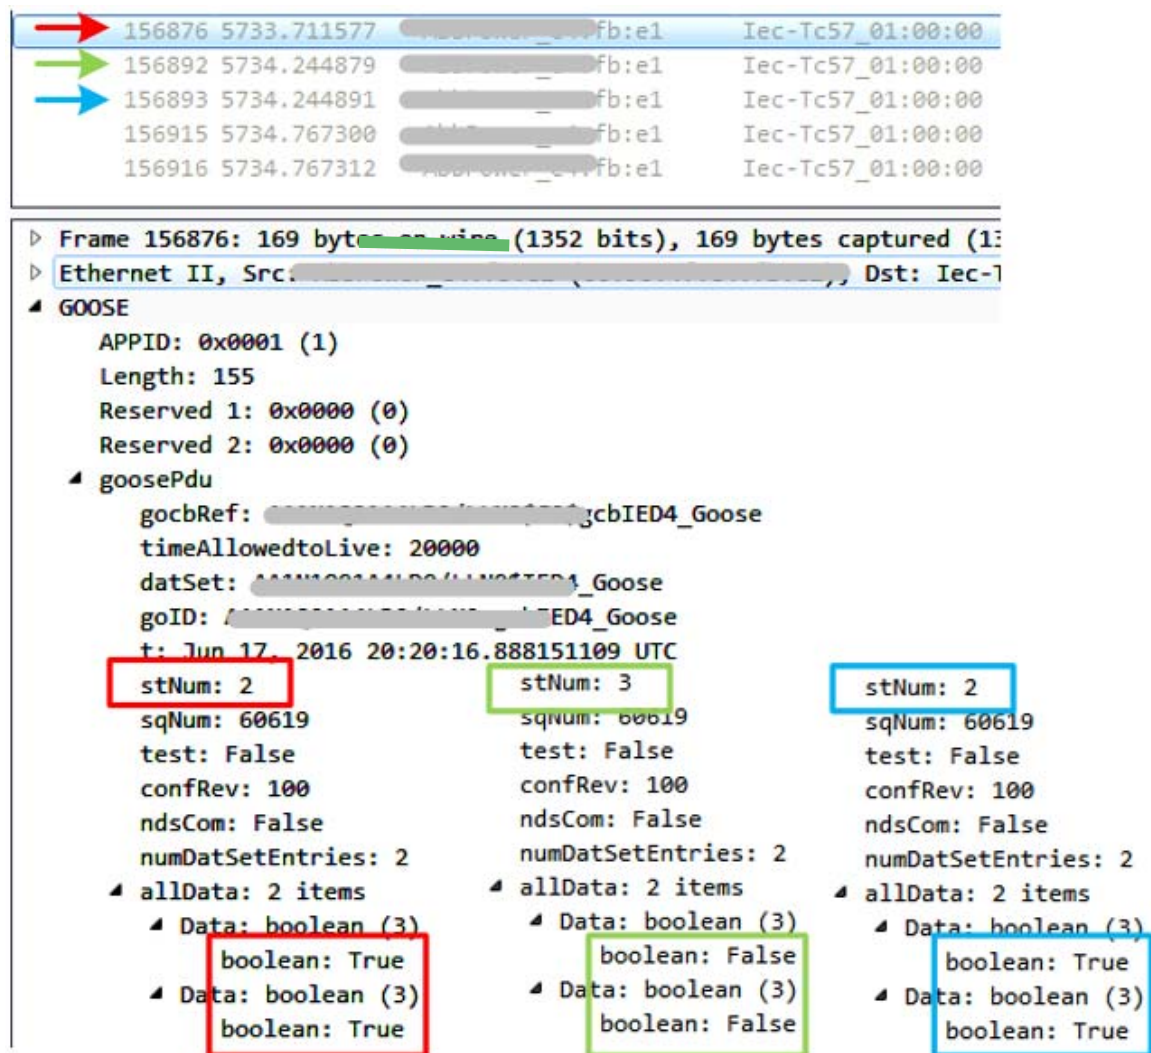 156876 5733.711577 fb:e1 Iec-Tc57_01:00:00
156892 5734.244879 fb:e1 Iec-Tc57_01:00:00
156893 5734.244891 fb:e1 Iec-Tc57_01:00:00
156915 5734.767300 fb:e1 Iec-Tc57_01:00:00
156916 5734.767312 fb:e1 Iec-Tc57_01:00:00
Frame 156876: 169 bytes on wire (1352 bits), 169 bytes captured (13
Ethernet II, Src: ), Dst: Iec-T
GOOSE
APPID: 0x0001 (1)
Length: 155
Reserved 1: 0x0000 (0)
Reserved 2: 0x0000 (0)
goosePdu
gocbRef: gcbIED4_Goose
timeAllowedtoLive: 20000
datSet: _Goose
goID: ED4_Goose
t: Jun 17, 2016 20:20:16.888151109 UTC
stNum: 2
sqNum: 60619
test: False
confRev: 100
ndsCom: False
numDatSetEntries: 2
allData: 2 items
Data: boolean (3)
boolean: True
Data: boolean (3)
boolean: True
stNum: 3
sqNum: 60619
test: False
confRev: 100
ndsCom: False
numDatSetEntries: 2
allData: 2 items
Data: boolean (3)
boolean: False
Data: boolean (3)
boolean: False
stNum: 2
sqNum: 60619
test: False
confRev: 100
ndsCom: False
numDatSetEntries: 2
allData: 2 items
Data: boolean (3)
boolean: True
Data: boolean (3)
boolean: True